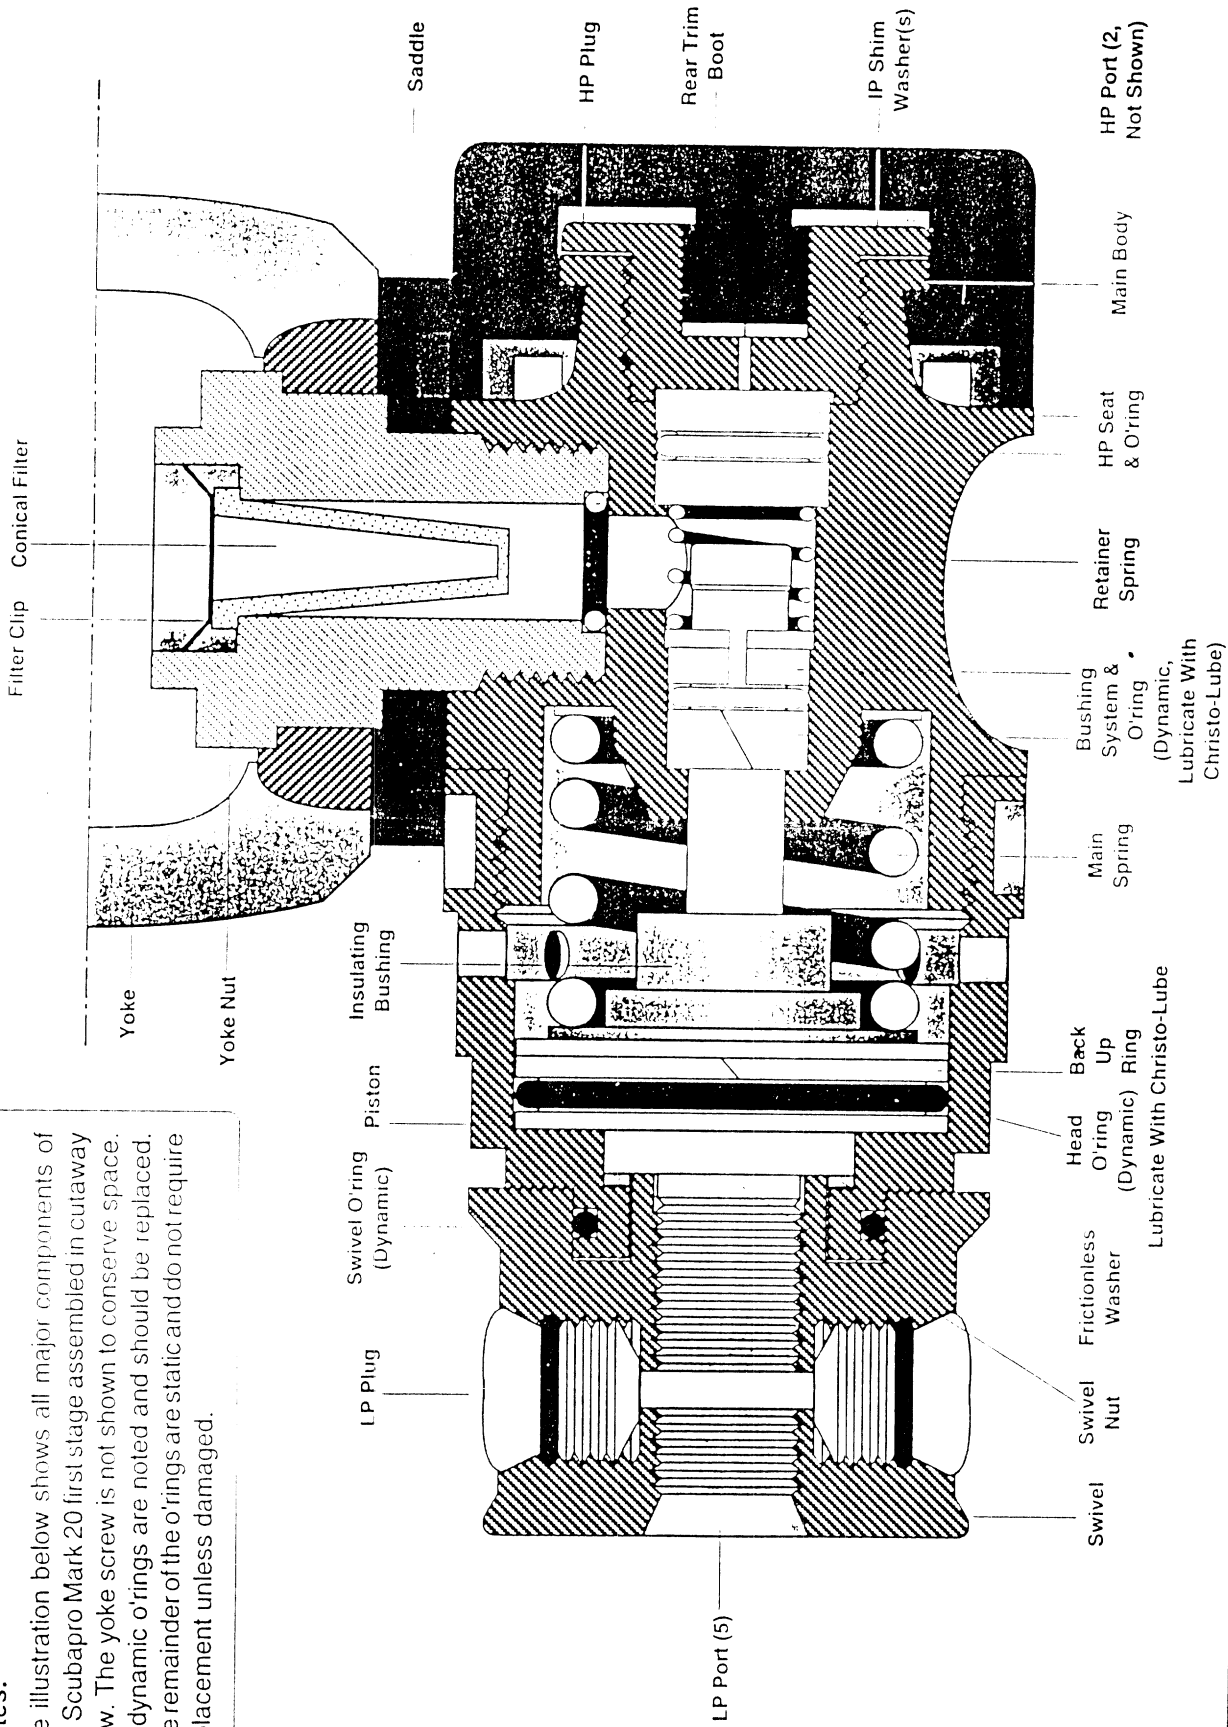 e illustration below shows all major components of
Scubapro Mark 20 first stage assembled in cutaway
w. The yoke screw is not shown to conserve space.
dynamic o'rings are noted and should be replaced.
e remainder of the o'rings are static and do not require
lacement unless damaged.
Filter Clip
Conical Filter
Yoke
Yoke Nut
Saddle
LP Plug
Swivel O'ring
(Dynamic)
Piston
Insulating
Bushing
HP Plug
Rear Trim
Boot
IP Shim
Washer(s)
HP Port (2,
Not Shown)
LP Port (5)
Swivel
Swivel
Nut
Frictionless
Washer
Head
O'ring
(Dynamic)
Back
Up
Ring
Lubricate With Christo-Lube
Main
Spring
Bushing
System &
O'ring
(Dynamic,
Lubricate With
Christo-Lube)
Retainer
Spring
HP Seat
& O'ring
Main Body